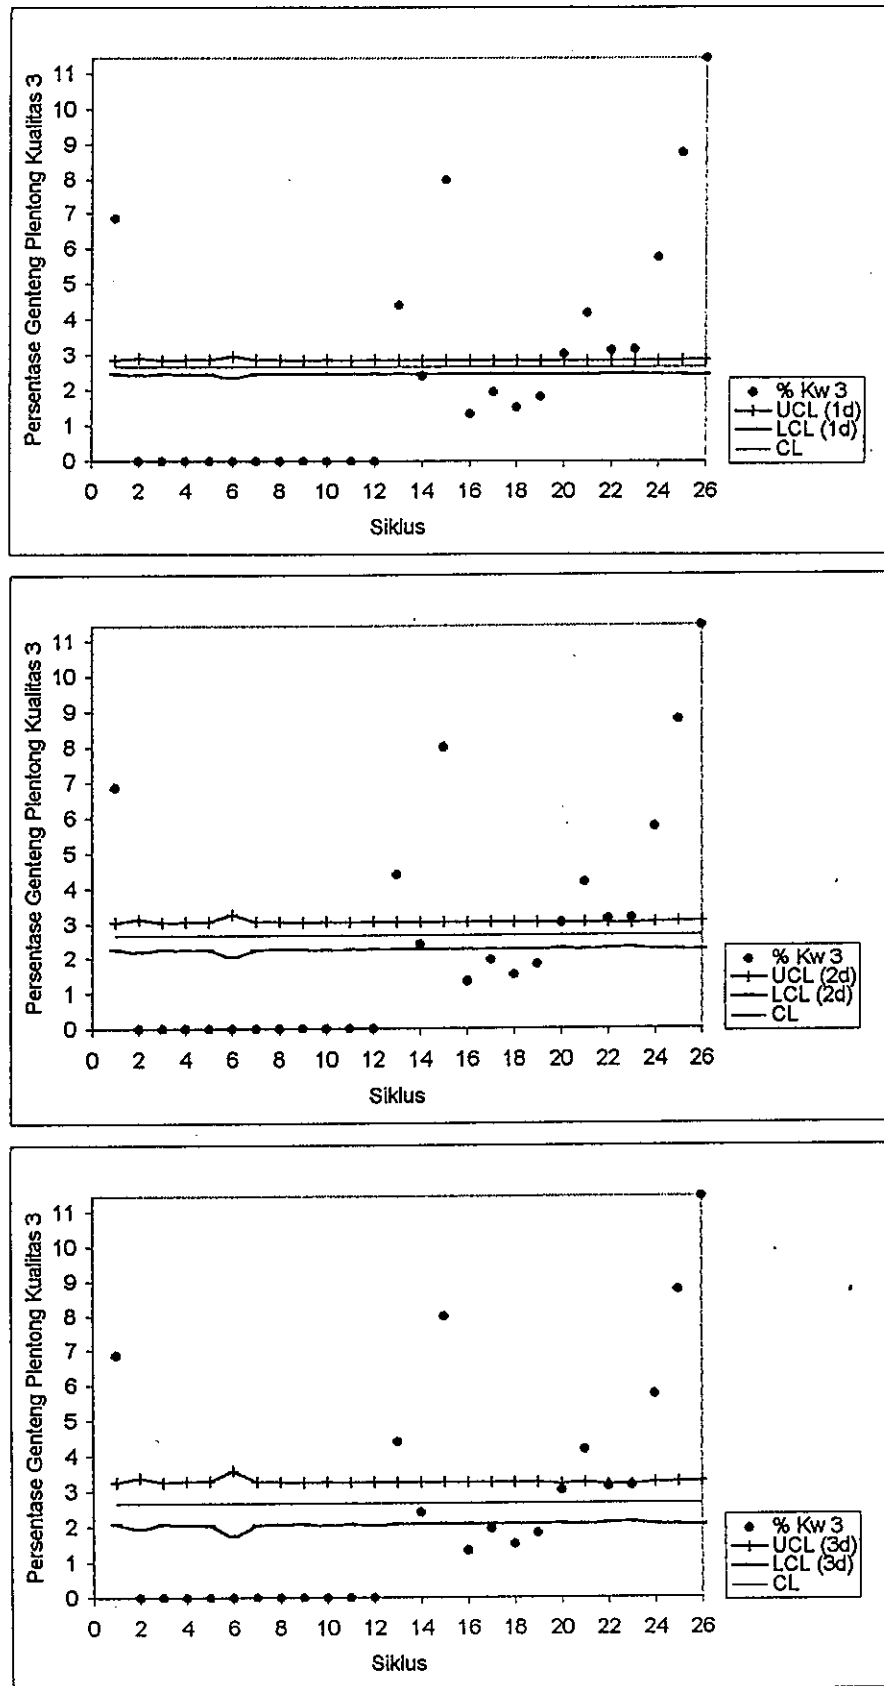 Persentase Genteng Plentong Kualitas 3
11
10
9
8
7
6
5
4
3
2
1
0
0 2 4 6 8 10 12 14 16 18 20 22 24 26
Siklus
% Kw 3
UCL (1d)
LCL (1d)
CL
Persentase Genteng Plentong Kualitas 3
11
10
9
8
7
6
5
4
3
2
1
0
0 2 4 6 8 10 12 14 16 18 20 22 24 26
Siklus
% Kw 3
UCL (2d)
LCL (2d)
CL
Persentase Genteng Plentong Kualitas 3
11
10
9
8
7
6
5
4
3
2
1
0
0 2 4 6 8 10 12 14 16 18 20 22 24 26
Siklus
% Kw 3
UCL (3d)
LCL (3d)
CL